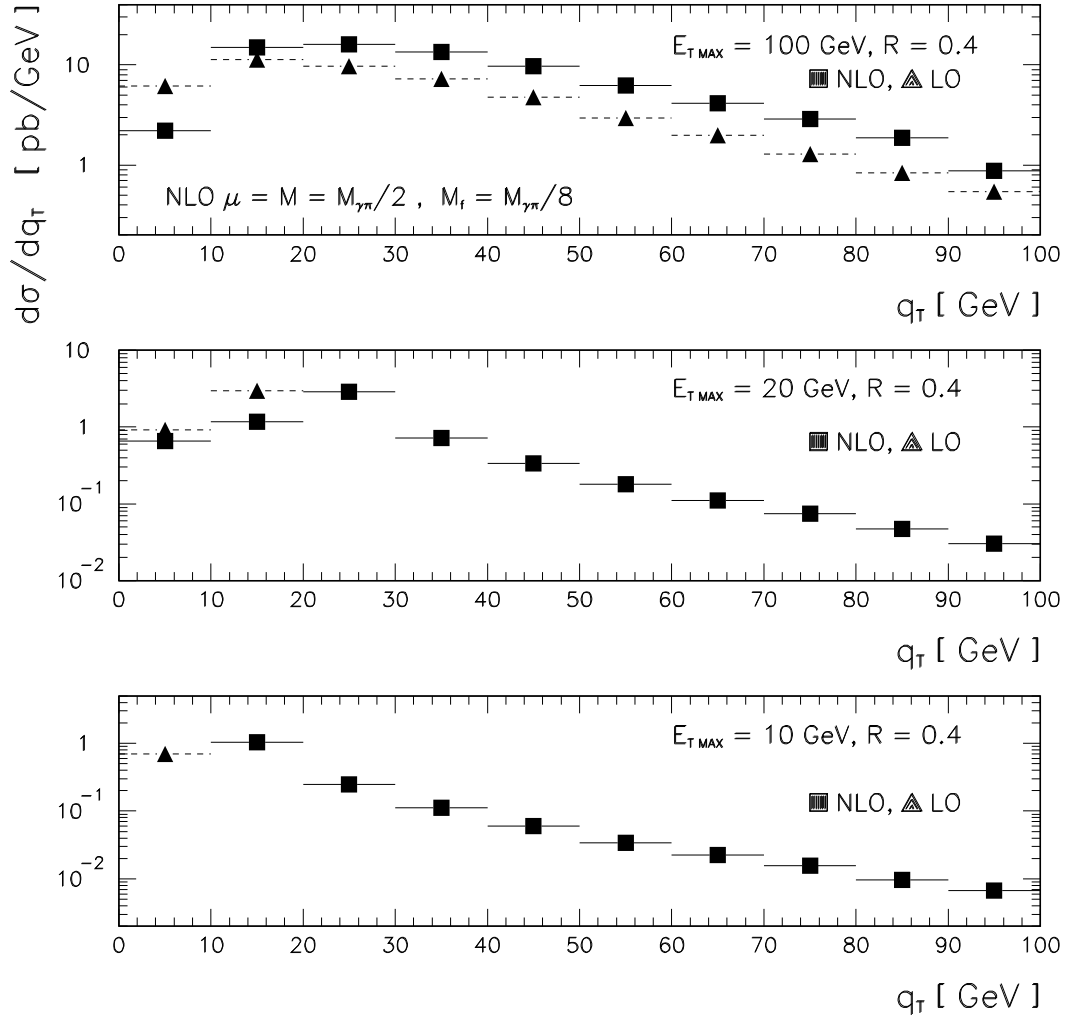 dσ/dq_T [ pb/GeV]
E_T MAX = 100 GeV, R = 0.4
NLO, LO
10
1
NLO μ = M = M_γπ/2 , M_f = M_γπ/8
0 10 20 30 40 50 60 70 80 90 100
q_T [ GeV ]
10
E_T MAX = 20 GeV, R = 0.4
1
NLO, LO
10^-1
10^-2
0 10 20 30 40 50 60 70 80 90 100
q_T [ GeV ]
E_T MAX = 10 GeV, R = 0.4
1
NLO, LO
10^-1
10^-2
0 10 20 30 40 50 60 70 80 90 100
q_T [ GeV ]